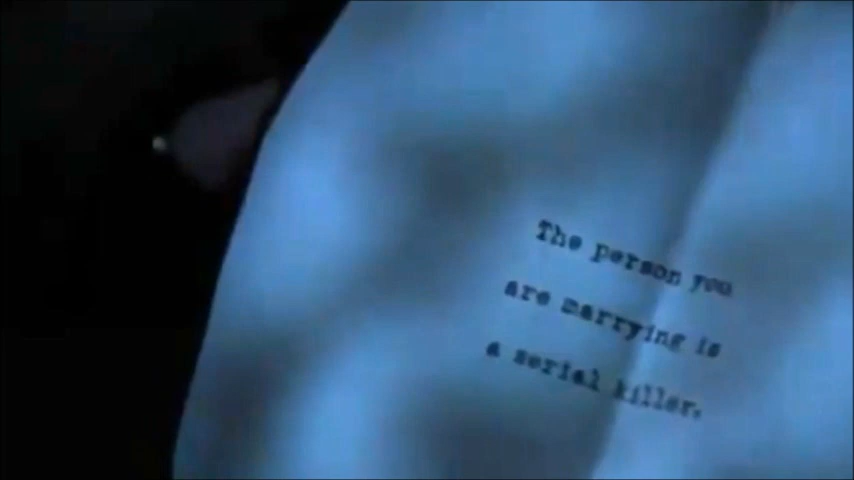 The person you
are marrying is
a serial killer.